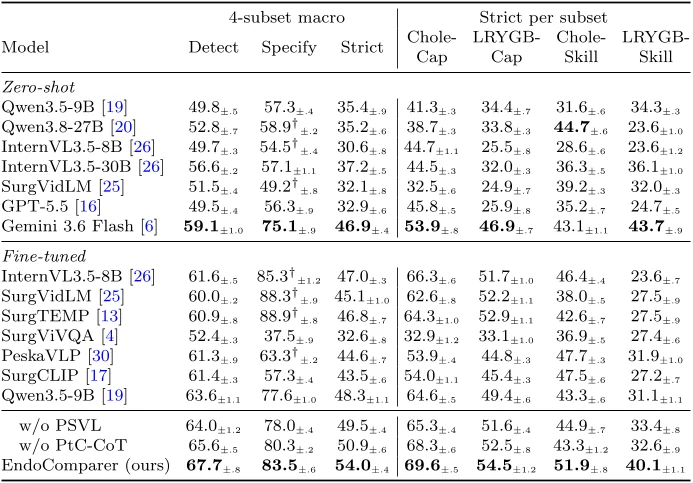 4-subset macro Strict per subset
Model Detect Specify Strict Chole-Cap LRYGB-Cap Chole-Skill LRYGB-Skill
Zero-shot
Qwen3.5-9B [19] 49.8±.5 57.3±.4 35.4±.9 41.3±.3 34.4±.7 31.6±.6 34.3±.3
Qwen3.8-27B [20] 52.8±.7 58.9†±.2 35.2±.6 38.7±.3 33.8±.3 44.7±.6 23.6±1.0
InternVL3.5-8B [26] 49.7±.3 54.5†±.4 30.6±.8 44.7±1.1 25.5±.8 28.6±.6 23.6±1.2
InternVL3.5-30B [26] 56.6±.2 57.1±1.1 37.2±.5 44.5±.3 32.0±.3 36.3±.5 36.1±1.0
SurgVidLM [25] 51.5±.4 49.2†±.8 32.1±.8 32.5±.6 24.9±.7 39.2±.3 32.0±.3
GPT-5.5 [16] 49.5±.4 56.3±.9 32.9±.6 45.8±.5 25.9±.8 35.2±.7 24.7±.5
Gemini 3.6 Flash [6] 59.1±1.0 75.1±.9 46.9±.4 53.9±.8 46.9±.7 43.1±1.1 43.7±.9
Fine-tuned
InternVL3.5-8B [26] 61.6±.5 85.3†±1.2 47.0±.3 66.3±.6 51.7±1.0 46.4±.4 23.6±.7
SurgVidLM [25] 60.0±.2 88.3†±.9 45.1±1.0 62.6±.8 52.2±1.1 38.0±.5 27.5±.9
SurgTEMP [13] 60.9±.8 88.9†±.8 46.8±.7 64.3±1.0 52.9±1.1 42.6±.7 27.5±.9
SurgViVQA [4] 52.4±.3 37.5±.9 32.6±.8 32.9±1.2 33.1±1.0 36.9±.5 27.4±.6
PeskaVLP [30] 61.3±.9 63.3†±.2 44.6±.7 53.9±.4 44.8±.3 47.7±.3 31.9±1.0
SurgCLIP [17] 61.4±.3 57.3±.4 43.5±.6 54.0±1.1 45.4±.3 47.5±.6 27.2±.7
Qwen3.5-9B [19] 63.6±1.1 77.6±1.0 48.3±1.1 64.6±.5 49.4±.6 43.3±.6 31.1±1.1
w/o PSVL 64.0±1.2 78.0±.4 49.5±.4 65.3±.4 51.6±.4 44.9±.7 33.4±.8
w/o PtC-CoT 65.6±.5 80.3±.2 50.9±.6 68.3±.6 52.5±.8 43.3±1.2 32.6±.9
EndoComparer (ours) 67.7±.8 83.5±.6 54.0±.4 69.6±.5 54.5±1.2 51.9±.8 40.1±1.1